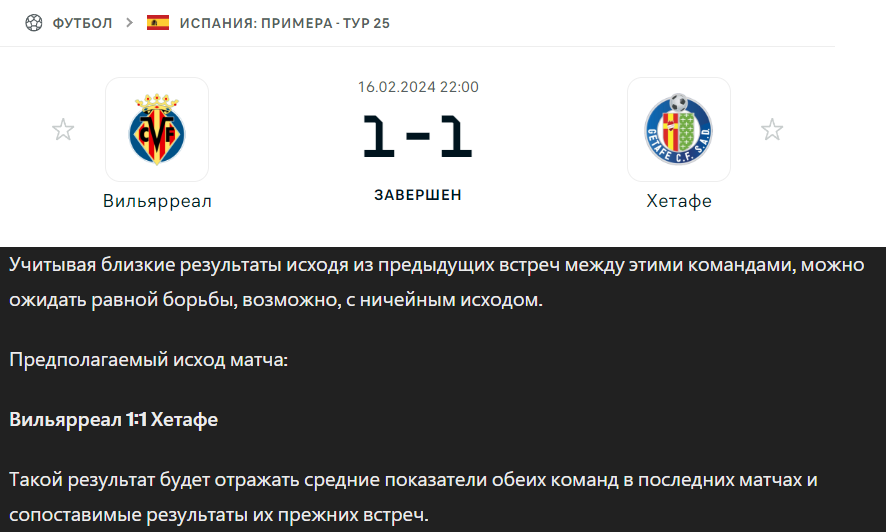 ФУТБОЛ > ИСПАНИЯ: ПРИМЕРА - ТУР 25
16.02.2024 22:00
1-1
ЗАВЕРШЕН
CVF
GETAFE C.F. S.A.D.
Вильярреал
Хетафе
Учитывая близкие результаты исходя из предыдущих встреч между этими командами, можно
ожидать равной борьбы, возможно, с ничейным исходом.
Предполагаемый исход матча:
Вильярреал 1:1 Хетафе
Такой результат будет отражать средние показатели обеих команд в последних матчах и
сопоставимые результаты их прежних встреч.